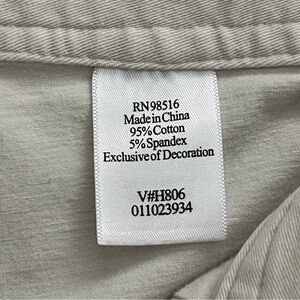 RN98516
Made in China
95% Cotton
5% Spandex
Exclusive of Decoration
V#H806
011023934